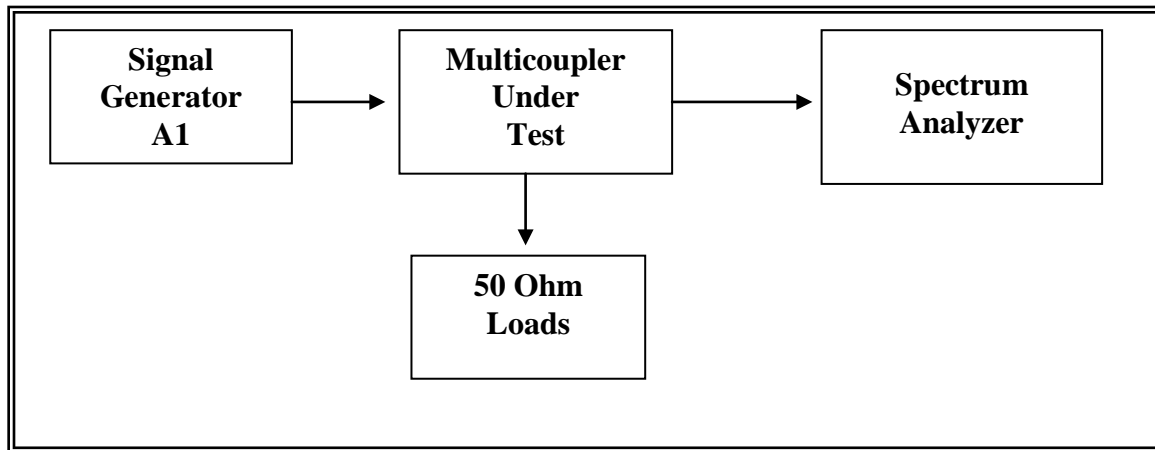 Signal
Generator
A1
Multicoupler
Under
Test
Spectrum
Analyzer
50 Ohm
Loads